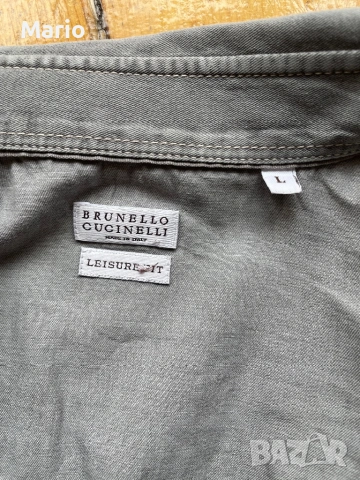 Mario
L
BRUNELLO
CUCINELLI
MADE IN ITALY
LEISURE FIT
BAZAR